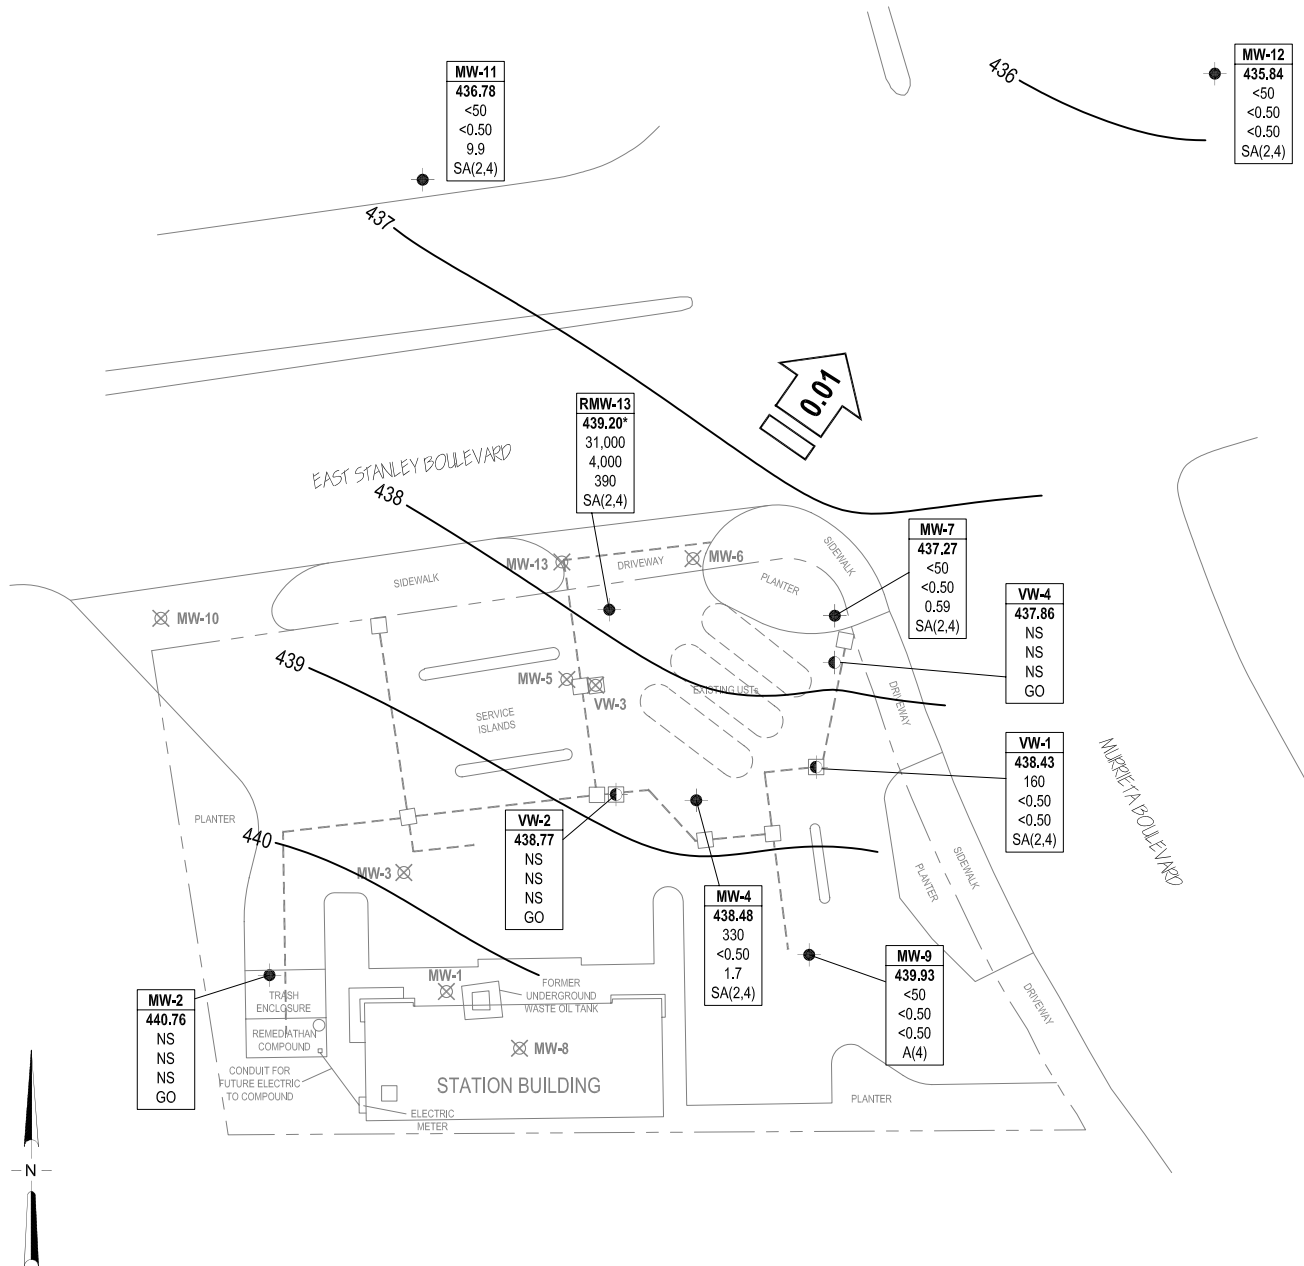 MW-11
436.78
<50
<0.50
9.9
SA(2,4)
436
MW-12
435.84
<50
<0.50
<0.50
SA(2,4)
437
0.01
RMW-13
439.20*
31,000
4,000
390
SA(2,4)
EAST STANLEY BOULEVARD
438
MW-7
437.27
<50
<0.50
0.59
SA(2,4)
SIDEWALK
MW-13
DRIVEWAY
MW-6
PLANTER
SIDEWALK
VW-4
437.86
NS
NS
NS
GO
MW-10
439
MW-5
VW-3
EXISTING USTs
DRIVEWAY
SERVICE
ISLANDS
VW-1
438.43
160
<0.50
<0.50
SA(2,4)
MURRIETA BOULEVARD
PLANTER
440
VW-2
438.77
NS
NS
NS
GO
MW-3
SIDEWALK
PLANTER
MW-4
438.48
330
<0.50
1.7
SA(2,4)
MW-9
439.93
<50
<0.50
<0.50
A(4)
MW-2
440.76
NS
NS
NS
GO
TRASH
ENCLOSURE
REMEDIATHAN
COMPOUND
CONDUIT FOR
FUTURE ELECTRIC
TO COMPOUND
MW-1
FORMER
UNDERGROUND
WASTE OIL TANK
DRIVEWAY
MW-8
STATION BUILDING
ELECTRIC
METER
PLANTER
N